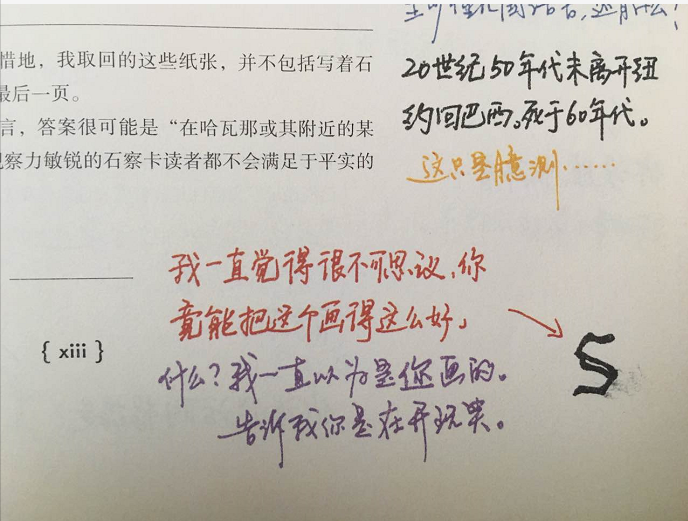 惜地，我取回的这些纸张，并不包括写着石
最后一页。
言，答案很可能是“在哈瓦那或其附近的某
观察力敏锐的石察卡读者都不会满足于平实的
20世纪50年代末离开纽
约回巴西。死于60年代。
这只是臆测……
我一直觉得很不可思议，你
竟能把这个画得这么好。
{ xiii }
什么？我一直以为是你画的。
告诉我你是在开玩笑。
S